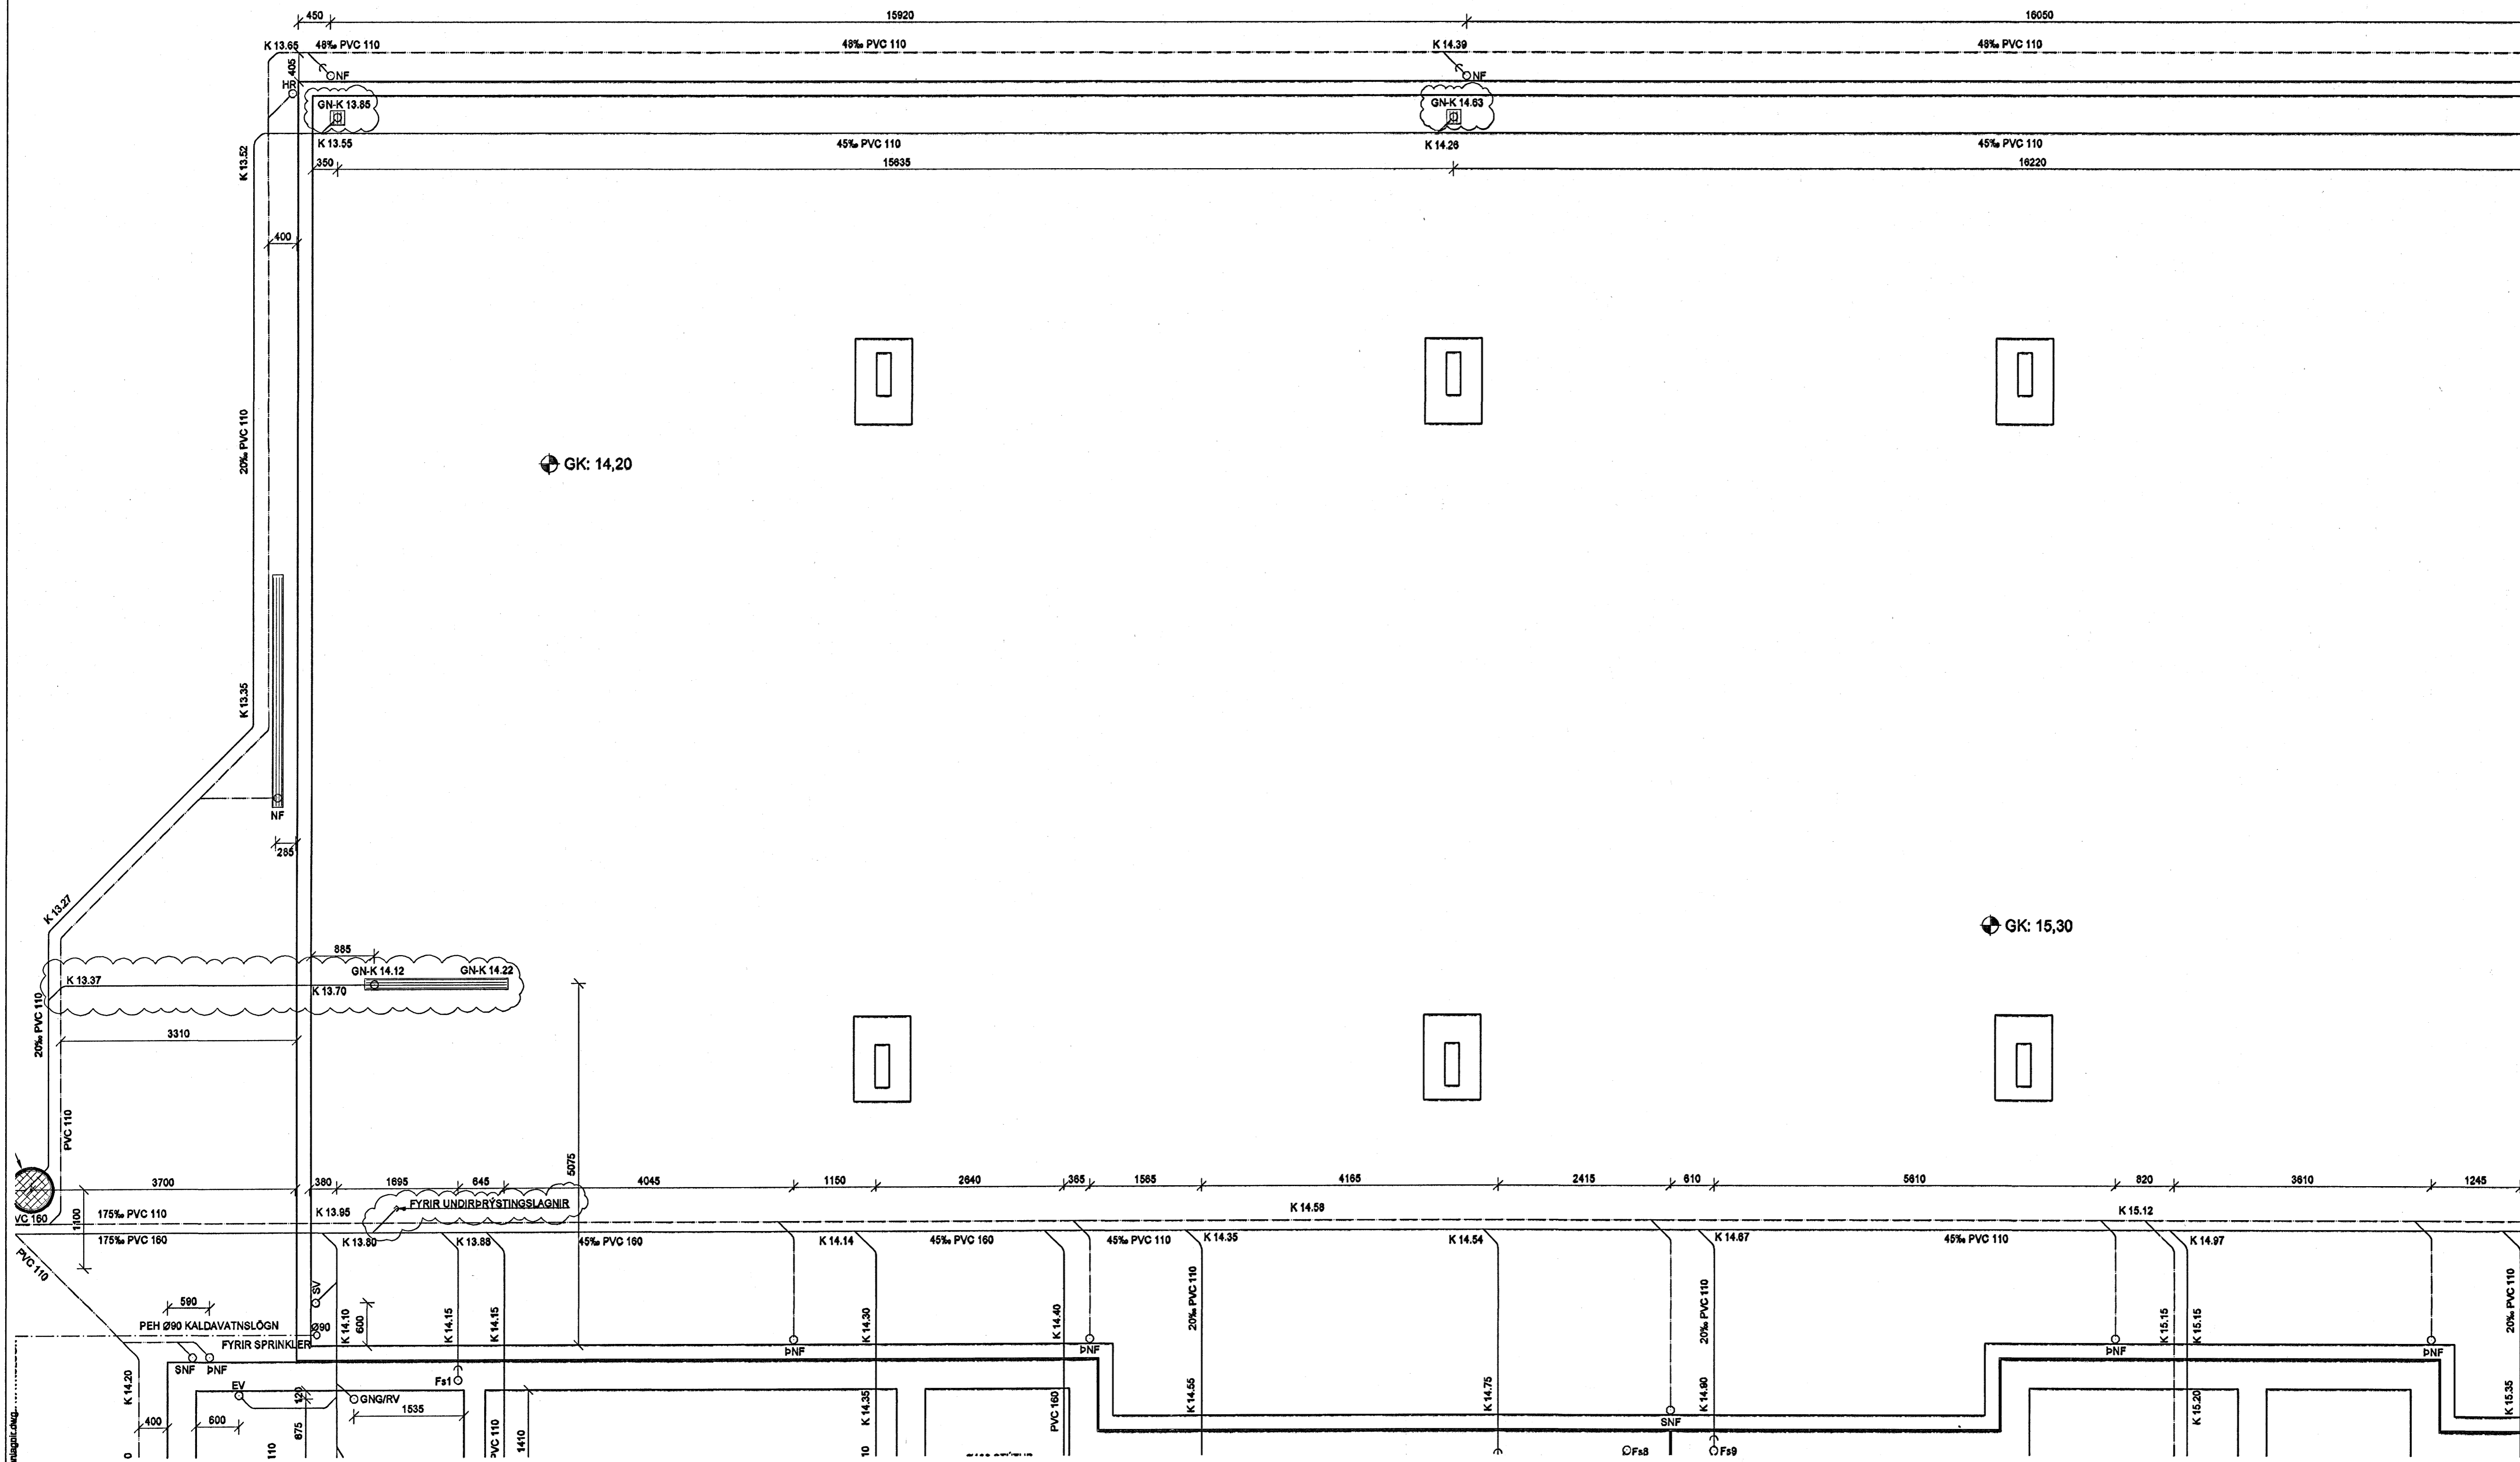 450 15920 16050
K 13.65 48‰ PVC 110 48‰ PVC 110 K 14.39 48‰ PVC 110
405
HR NF NF
GN-K 13.85 GN-K 14.63
K 13.55 45‰ PVC 110 K 14.26 45‰ PVC 110
K 13.52
350 15635 16220
400
20‰ PVC 110
GK: 14,20
K 13.35
NF
285
K 13.27
GK: 15,30
885
GN-K 14.12 GN-K 14.22
K 13.37
K 13.70
20‰ PVC 110
3310
PVC 110
5075
3700 380 1695 645 4045 1150 2640 365 1565 4165 2415 610 5610 820 3610 1245
FYRIR UNDIRÞRÝSTINGSLAGNIR
VC 160 175‰ PVC 110 K 13.95 K 14.58 K 15.12
1100
175‰ PVC 160 K 13.80 K 13.88 45‰ PVC 160 K 14.14 45‰ PVC 160 45‰ PVC 110 K 14.35 K 14.54 K 14.67 45‰ PVC 110 K 14.97
PVC 110
SV
590
PEH Ø90 KALDAVATNSLÖGN Ø90
K 14.10
600
K 14.15
K 14.15
K 14.30
K 14.40
20‰ PVC 110
20‰ PVC 110
K 15.15
K 15.15
20‰ PVC 110
FYRIR SPRINKLER
SNF ÞNF ÞNF ÞNF ÞNF ÞNF
K 14.20
EV
Fs1
120
GNG/RV
1535
400 600
675
110
PVC 110
1410
K 14.35
10
PVC 160
K 14.55
K 14.75
SNF
K 14.90
K 15.20
K 15.35
Fs8 Fs9